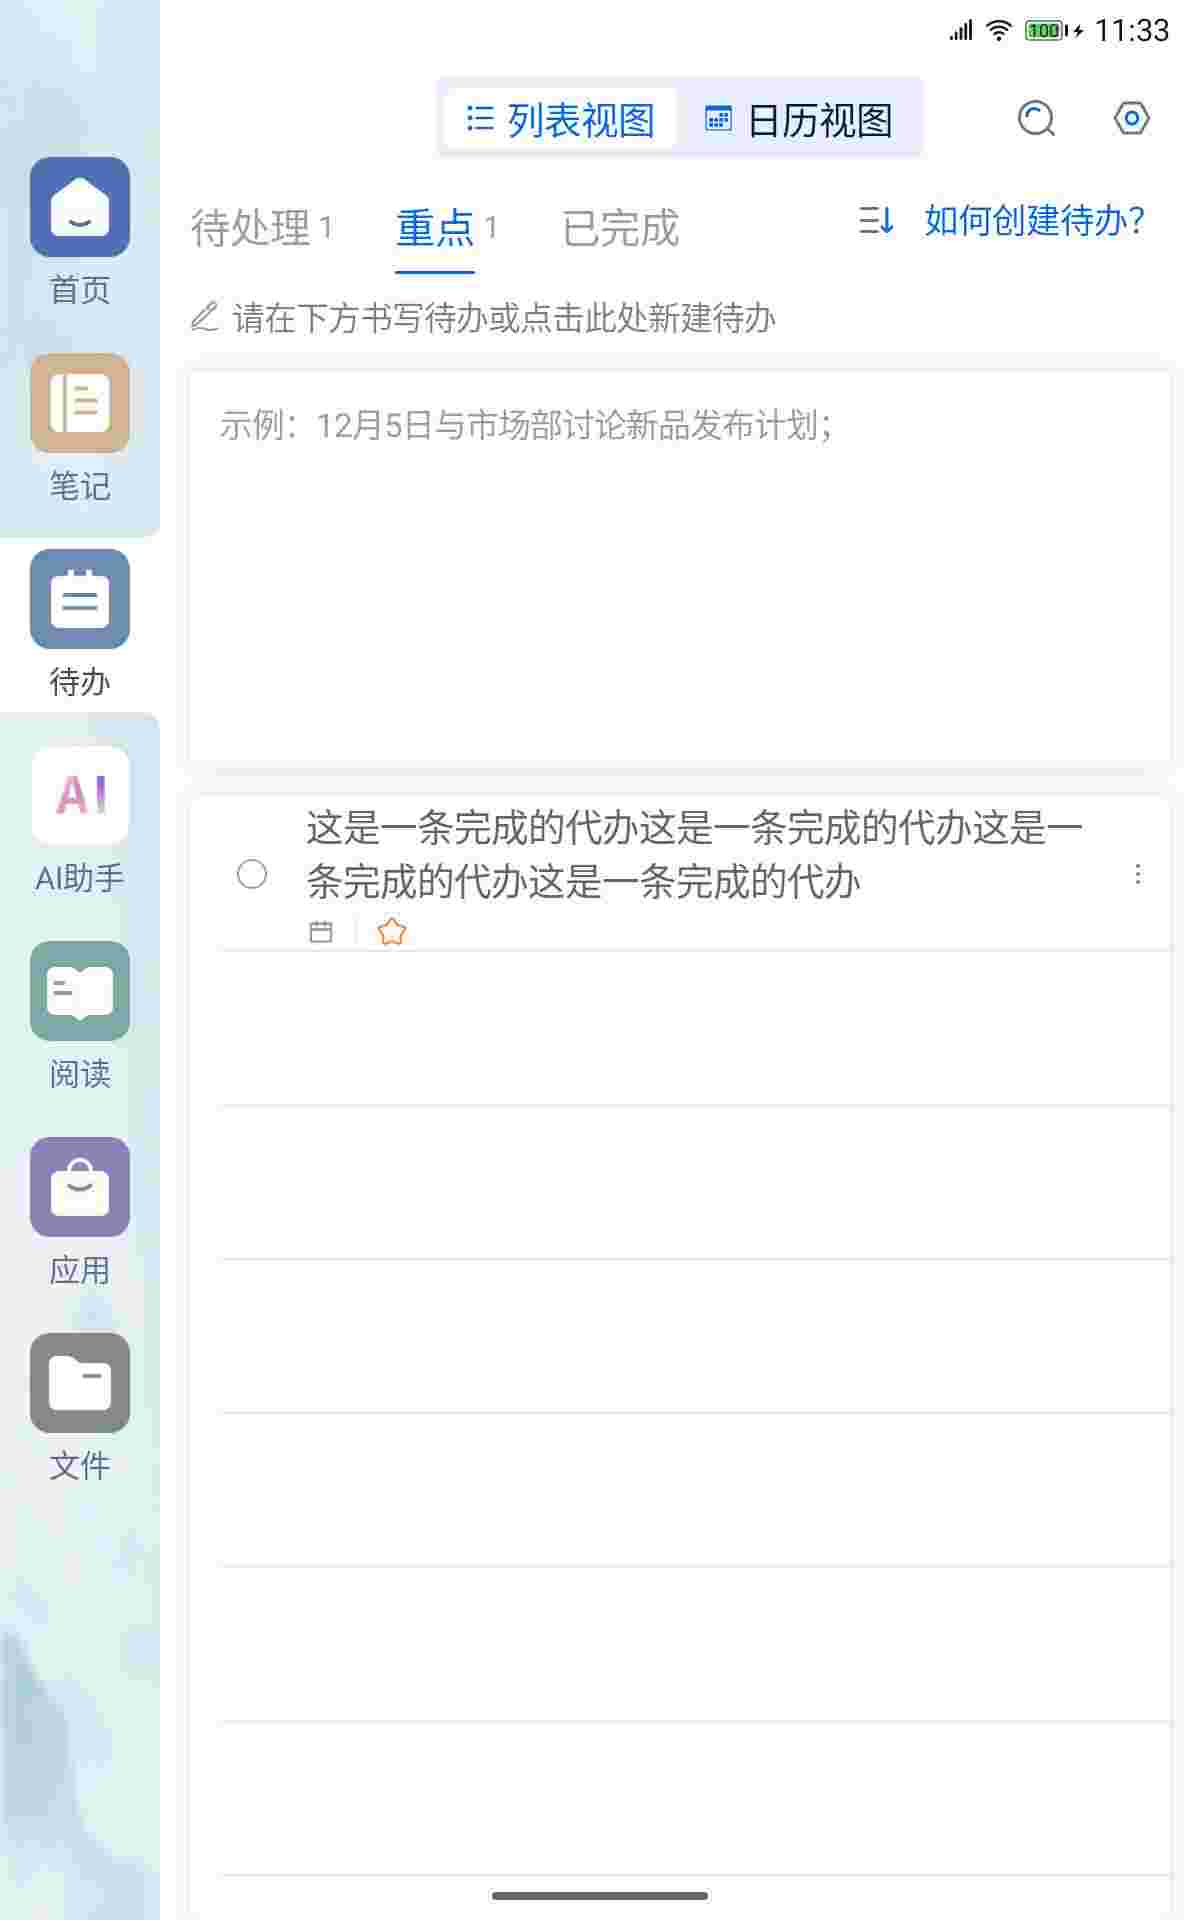 100 11:33
列表视图 日历视图
待处理 1 重点 1 已完成 如何创建待办?
请在下方书写待办或点击此处新建待办
示例：12月5日与市场部讨论新品发布计划；
这是一条完成的代办这是一条完成的代办这是一
条完成的代办这是一条完成的代办
首页
笔记
待办
AI
AI助手
阅读
应用
文件